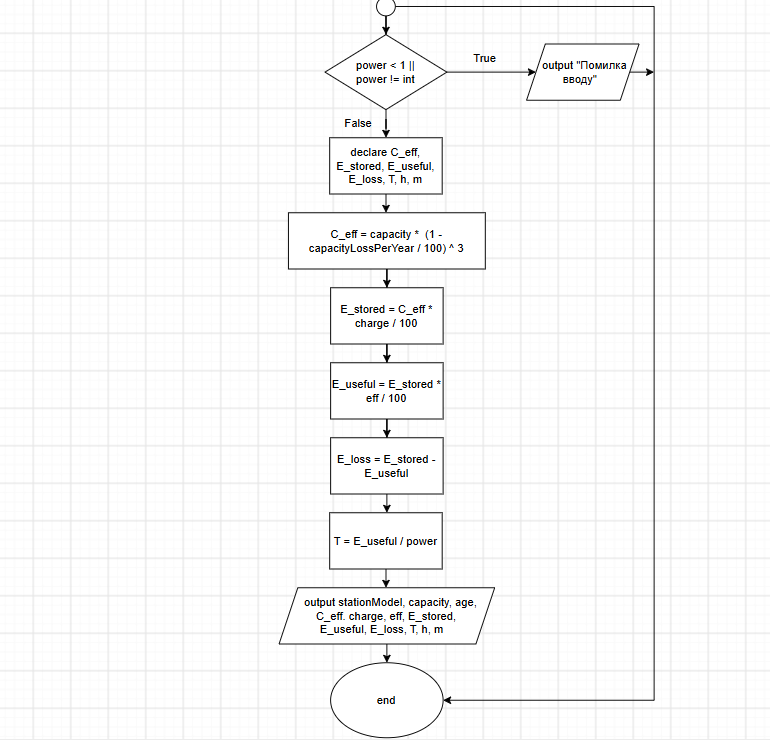 power < 1 ||
power != int
True
output "Помилка
вводу"
False
declare C_eff,
E_stored, E_useful,
E_loss, T, h, m
C_eff = capacity * (1 -
capacityLossPerYear / 100) ^ 3
E_stored = C_eff *
charge / 100
E_useful = E_stored *
eff / 100
E_loss = E_stored -
E_useful
T = E_useful / power
output stationModel, capacity, age,
C_eff. charge, eff, E_stored,
E_useful, E_loss, T, h, m
end